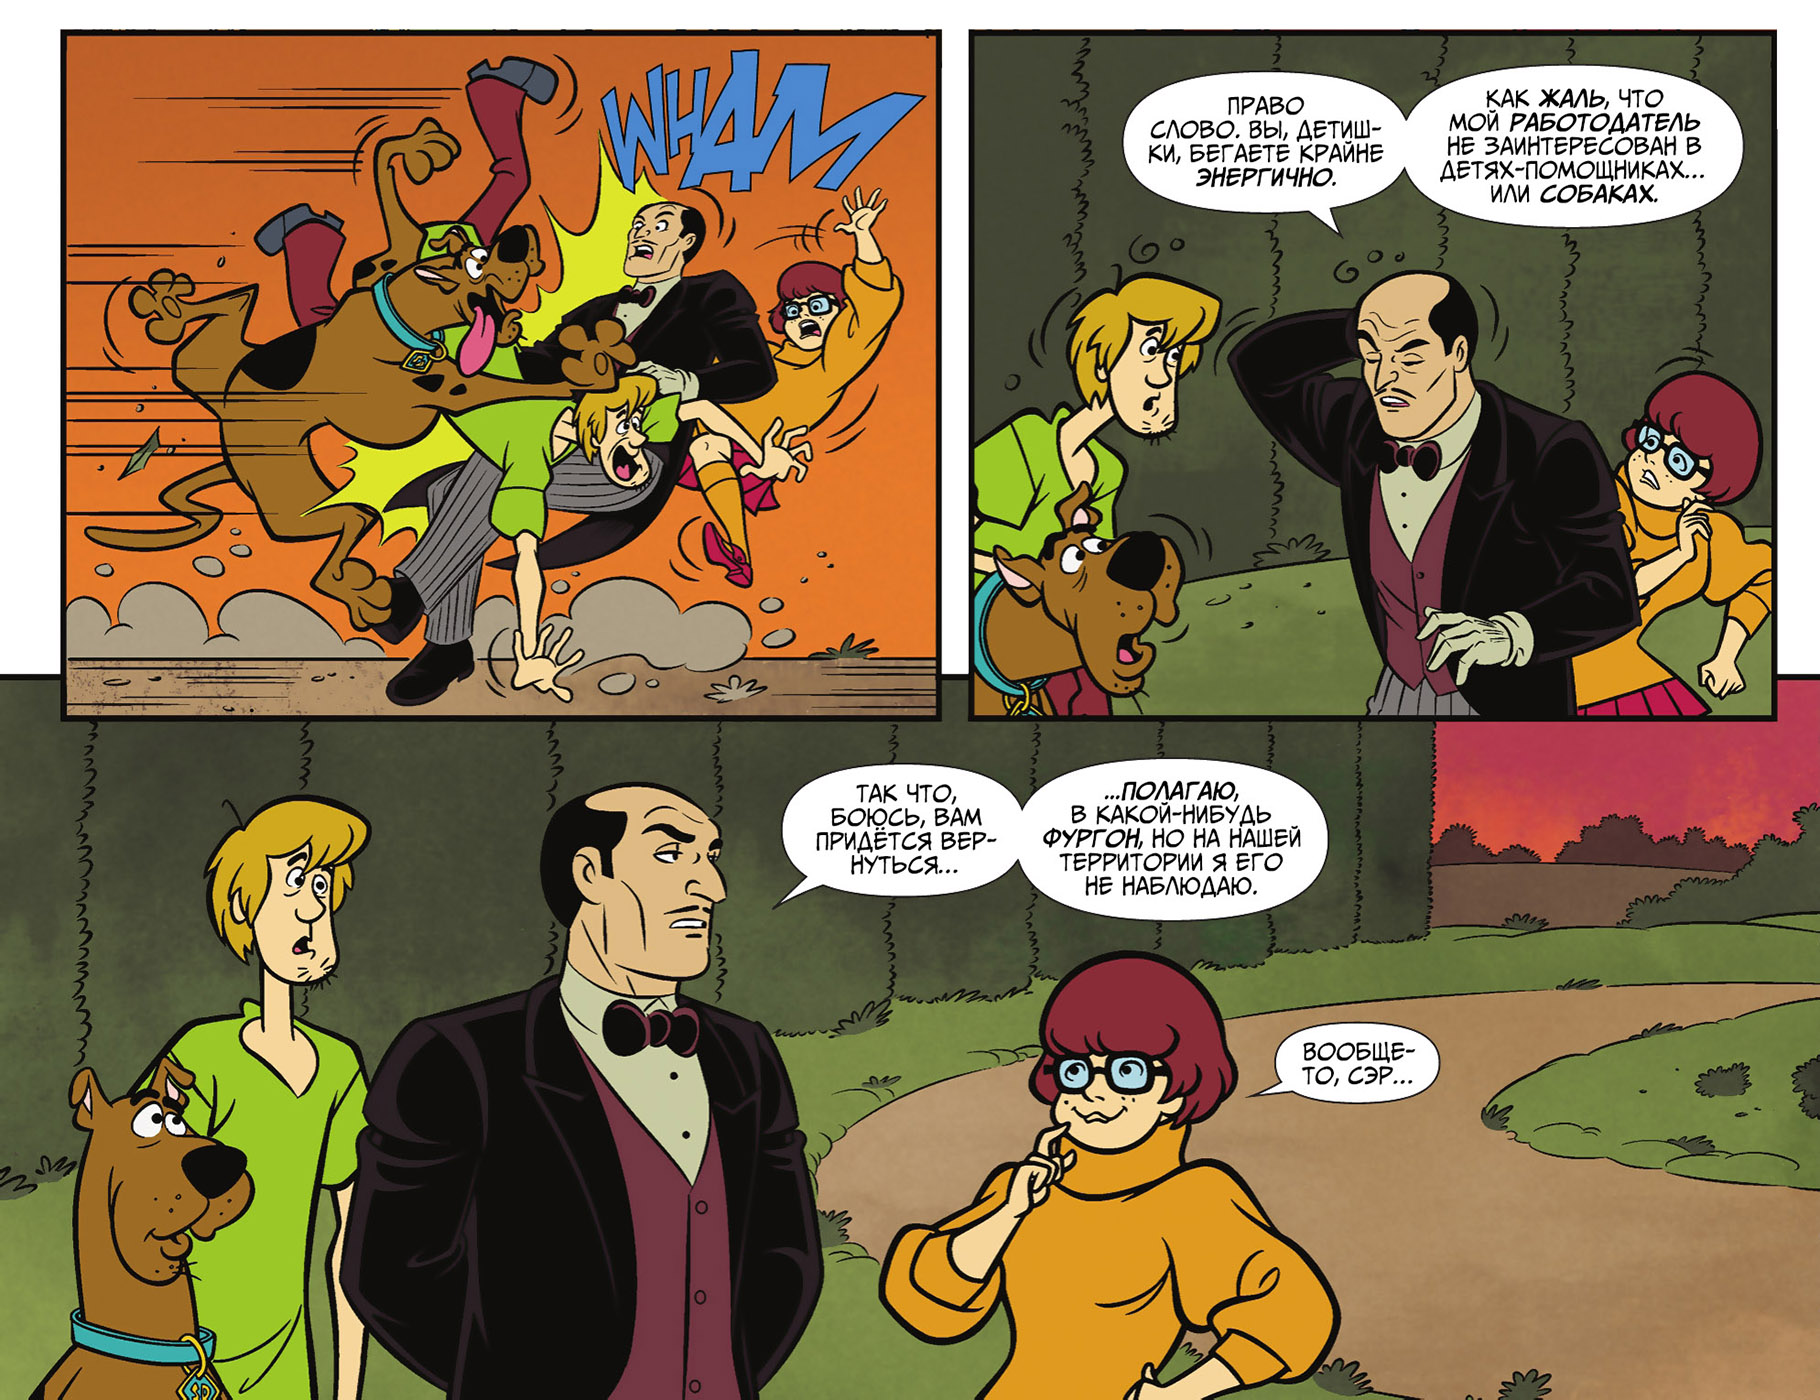 WHAM
ПРАВО
СЛОВО. ВЫ, ДЕТИШ-
КИ, БЕГАЕТЕ КРАЙНЕ
ЭНЕРГИЧНО.
КАК ЖАЛЬ, ЧТО
МОЙ РАБОТОДАТЕЛЬ
НЕ ЗАИНТЕРЕСОВАН В
ДЕТЯХ-ПОМОЩНИКАХ...
ИЛИ СОБАКАХ.
ТАК ЧТО,
БОЮСЬ, ВАМ
ПРИДЁТСЯ ВЕР-
НУТЬСЯ...
...ПОЛАГАЮ,
В КАКОЙ-НИБУДЬ
ФУРГОН, НО НА НАШЕЙ
ТЕРРИТОРИИ Я ЕГО
НЕ НАБЛЮДАЮ.
ВООБЩЕ-
ТО, СЭР...
SD